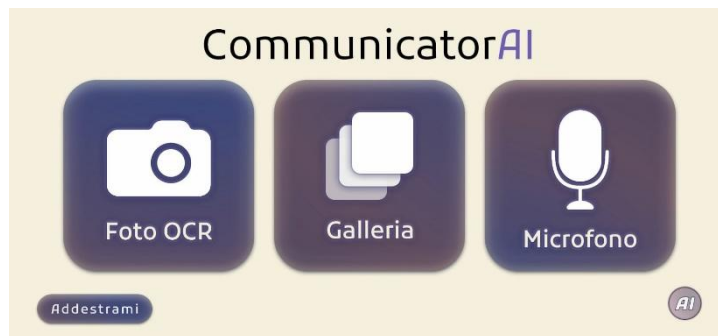 CommunicatorAI
Foto OCR
Galleria
Microfono
Addestrami
AI